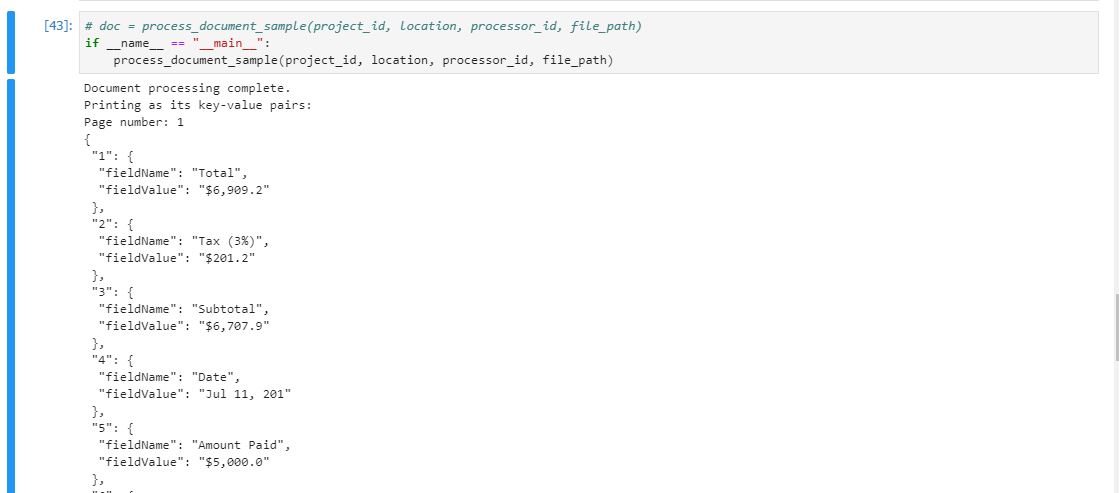 [43]: # doc = process_document_sample(project_id, location, processor_id, file_path)
if __name__ == "__main__":
    process_document_sample(project_id, location, processor_id, file_path)
Document processing complete.
Printing as its key-value pairs:
Page number: 1
{
 "1": {
  "fieldName": "Total",
  "fieldValue": "$6,909.2"
 },
 "2": {
  "fieldName": "Tax (3%)",
  "fieldValue": "$201.2"
 },
 "3": {
  "fieldName": "Subtotal",
  "fieldValue": "$6,707.9"
 },
 "4": {
  "fieldName": "Date",
  "fieldValue": "Jul 11, 201"
 },
 "5": {
  "fieldName": "Amount Paid",
  "fieldValue": "$5,000.0"
 },